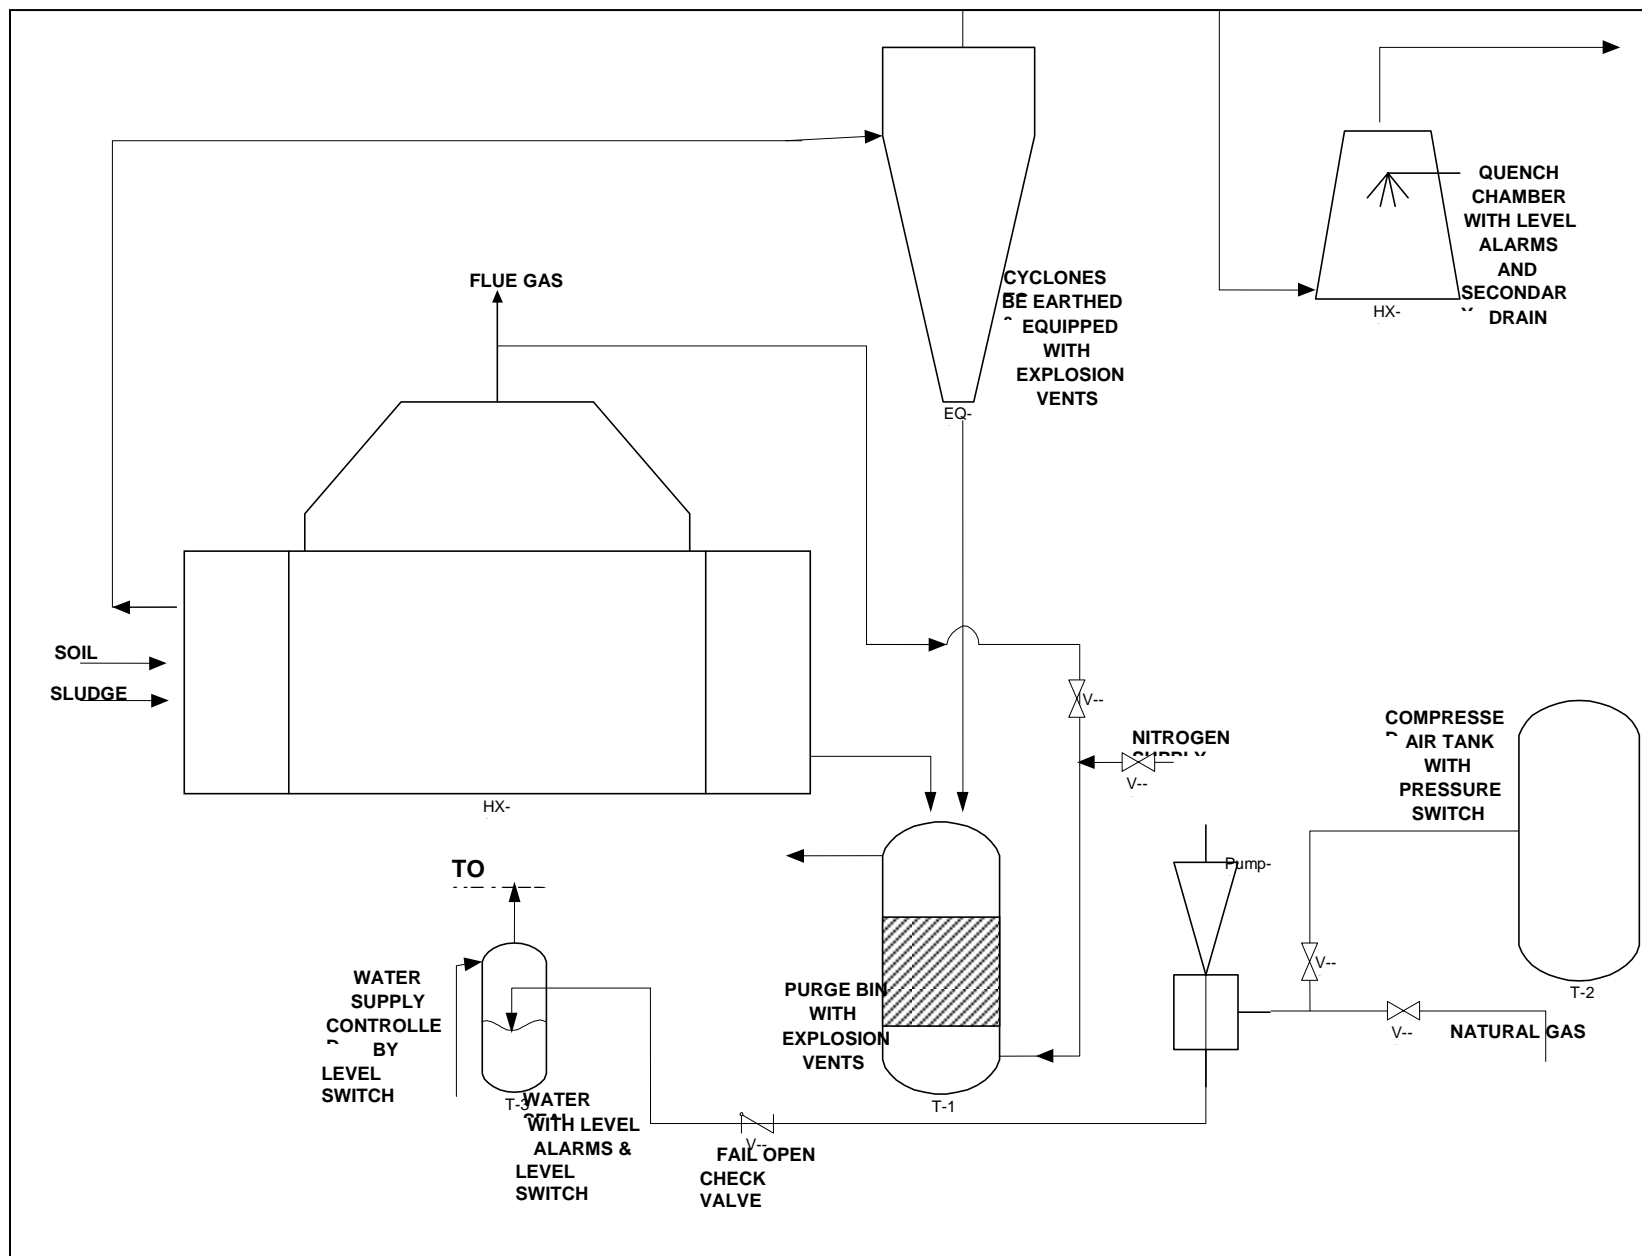 QUENCH
CHAMBER
WITH LEVEL
ALARMS
AND
SECONDAR
DRAIN
HX-
CYCLONES
BE EARTHED
EQUIPPED
WITH
EXPLOSION
VENTS
EQ-
FLUE GAS
SOIL
SLUDGE
HX-
V--
NITROGEN
SUPPLY
V--
COMPRESSE
AIR TANK
WITH
PRESSURE
SWITCH
T-2
Pump-
V--
V--
NATURAL GAS
TO
WATER
SUPPLY
CONTROLLE
BY
LEVEL
SWITCH
T-3
WATER
SEAL
WITH LEVEL
ALARMS &
LEVEL
SWITCH
PURGE BIN
WITH
EXPLOSION
VENTS
T-1
V--
FAIL OPEN
CHECK
VALVE